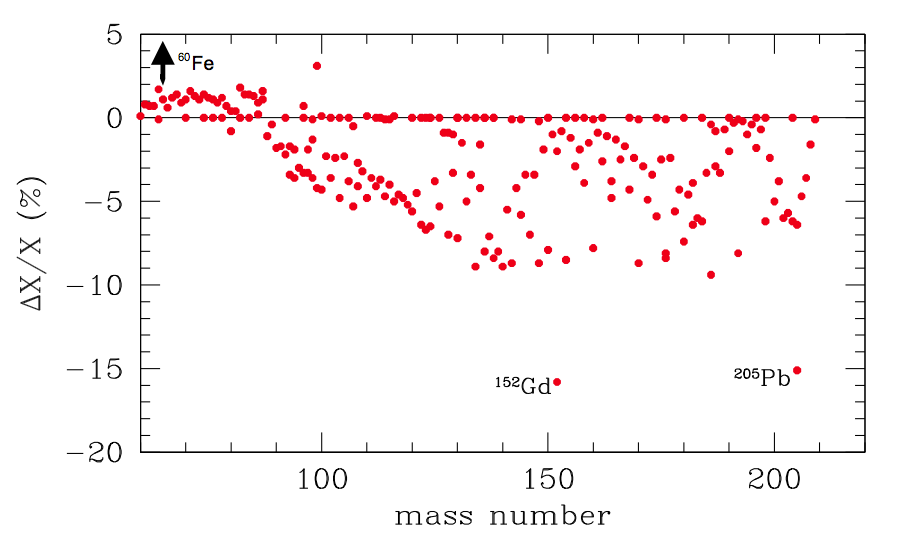 5
⁶⁰Fe
0
−5
ΔX/X (%)
−10
−15
¹⁵²Gd
²⁰⁵Pb
−20
100 150 200
mass number